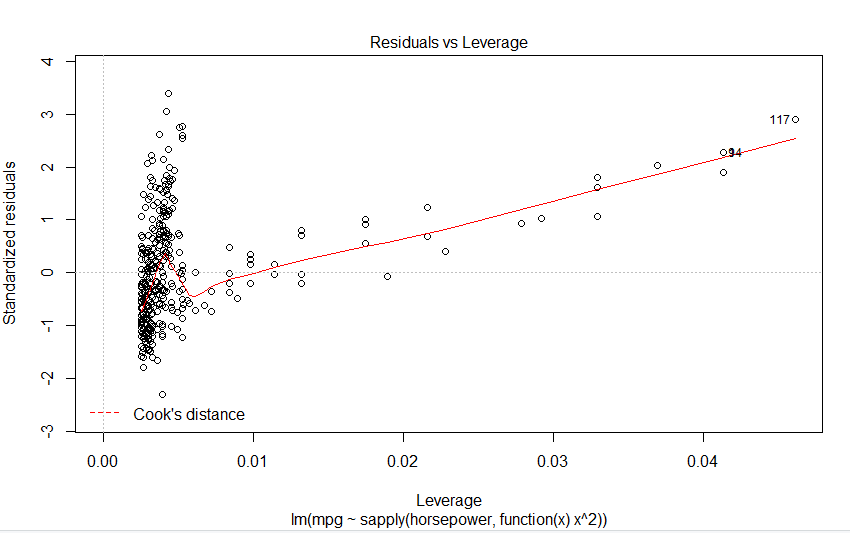 Residuals vs Leverage
4
3
2
1
0
-1
-2
-3
Standardized residuals
117
94
Cook's distance
0.00 0.01 0.02 0.03 0.04
Leverage
lm(mpg ~ sapply(horsepower, function(x) x^2))